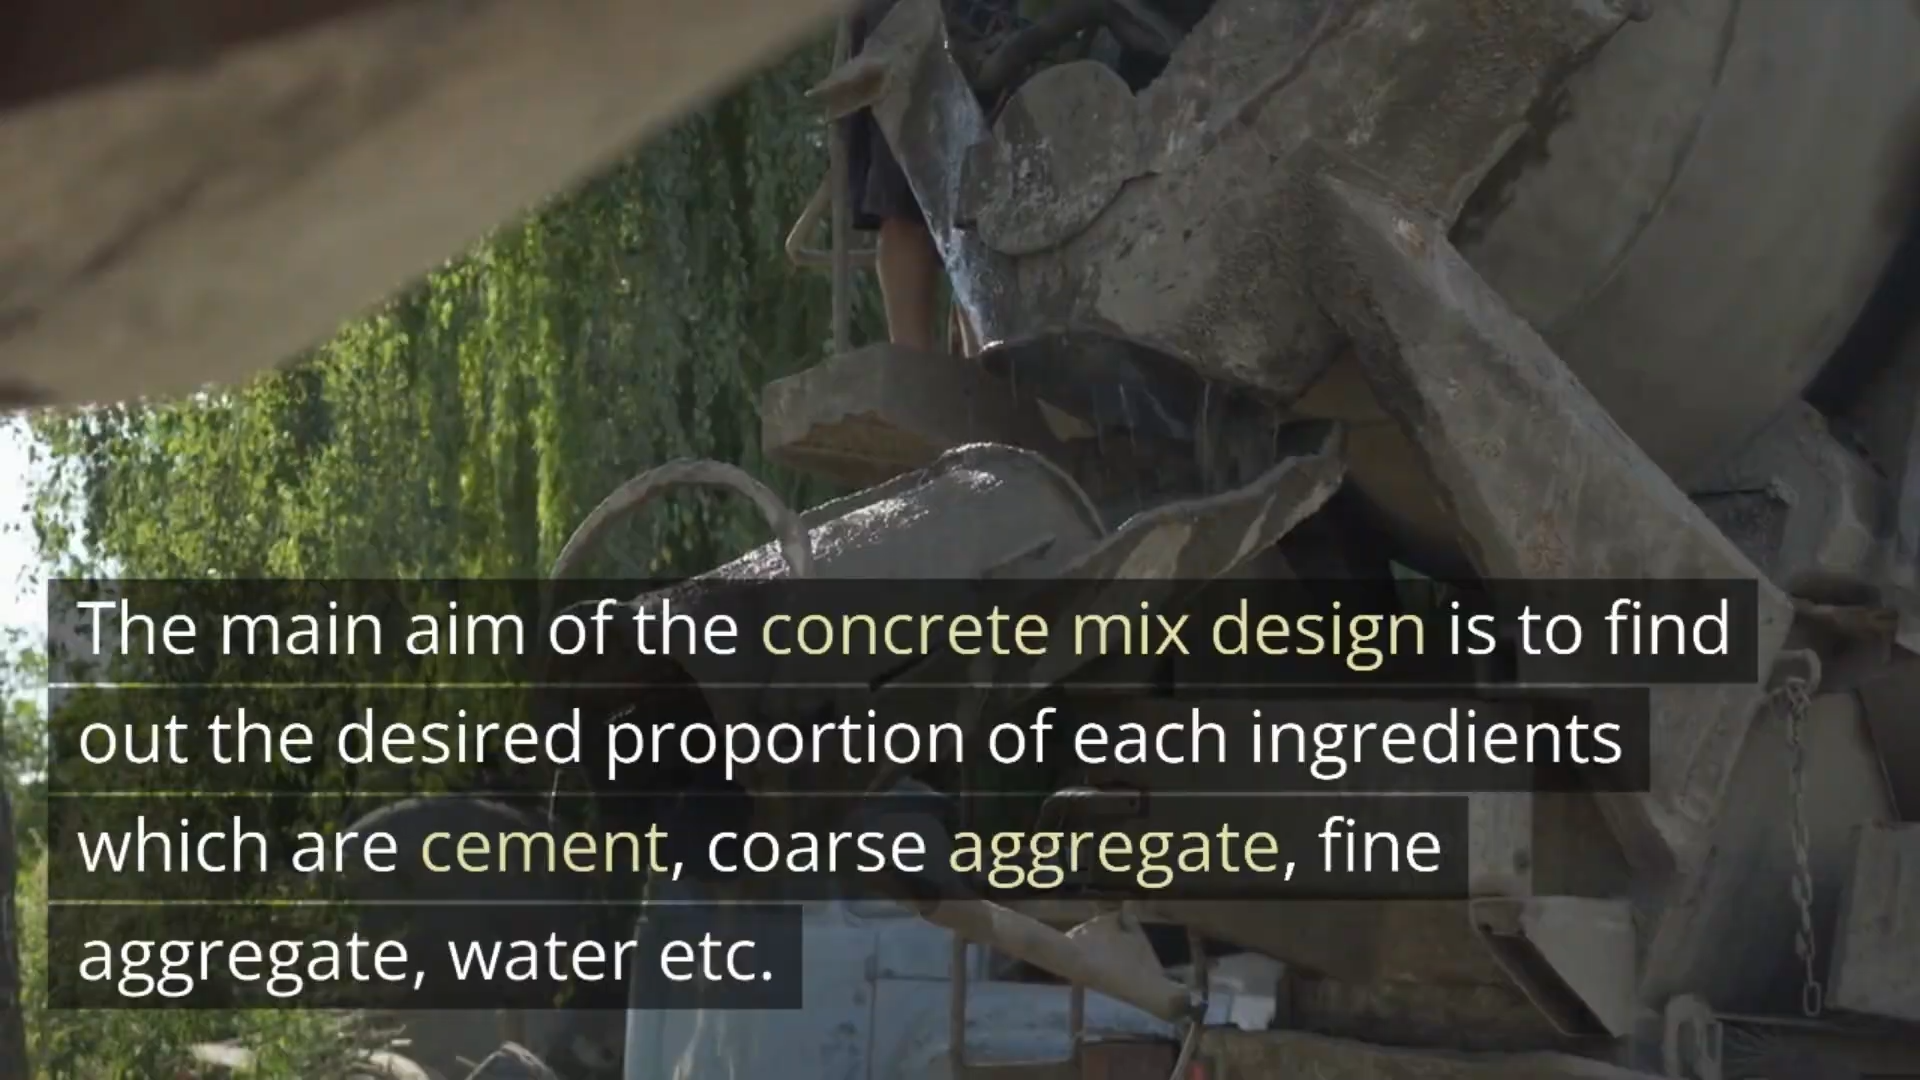 The main aim of the concrete mix design is to find
out the desired proportion of each ingredients
which are cement, coarse aggregate, fine
aggregate, water etc.